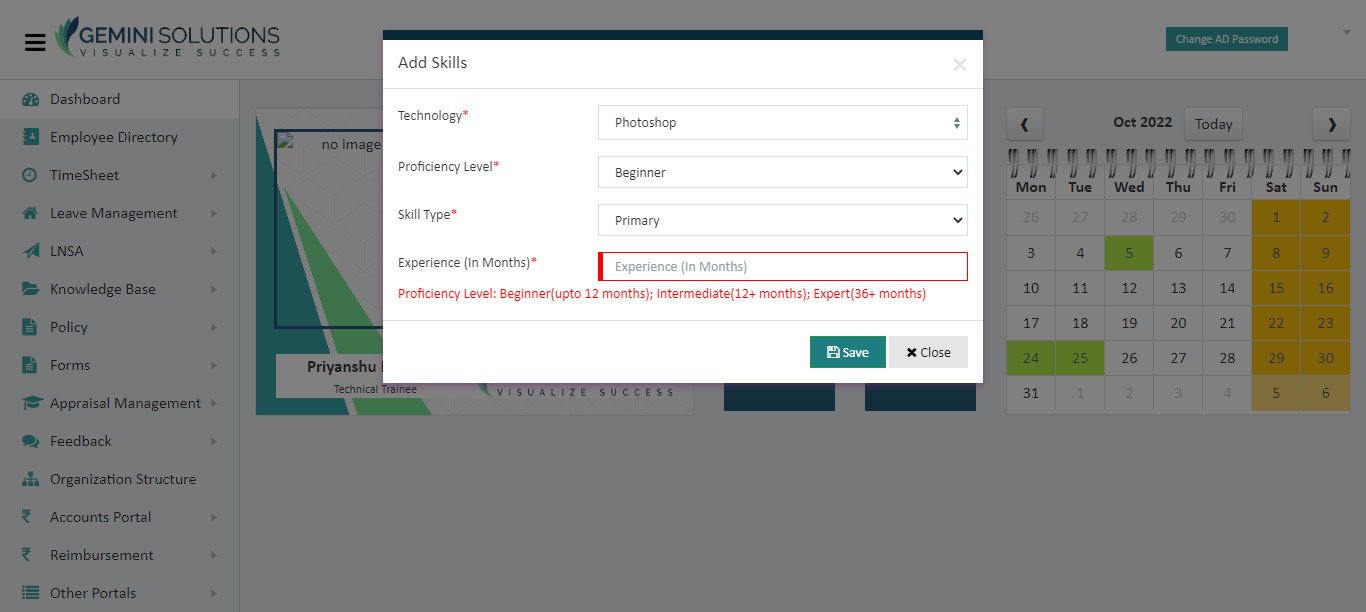 GEMINI SOLUTIONS
VISUALIZE SUCCESS
Change AD Password
Dashboard
Employee Directory
TimeSheet
Leave Management
LNSA
Knowledge Base
Policy
Forms
Appraisal Management
Feedback
Organization Structure
Accounts Portal
Reimbursement
Other Portals
no image
Priyanshu
Technical Trainee
VISUALIZE SUCCESS
Add Skills
×
Technology*
Photoshop
Proficiency Level*
Beginner
Skill Type*
Primary
Experience (In Months)*
Experience (In Months)
Proficiency Level: Beginner(upto 12 months); Intermediate(12+ months); Expert(36+ months)
Save
Close
Oct 2022
Today
Mon Tue Wed Thu Fri Sat Sun
26 27 28 29 30 1 2
3 4 5 6 7 8 9
10 11 12 13 14 15 16
17 18 19 20 21 22 23
24 25 26 27 28 29 30
31 1 2 3 4 5 6